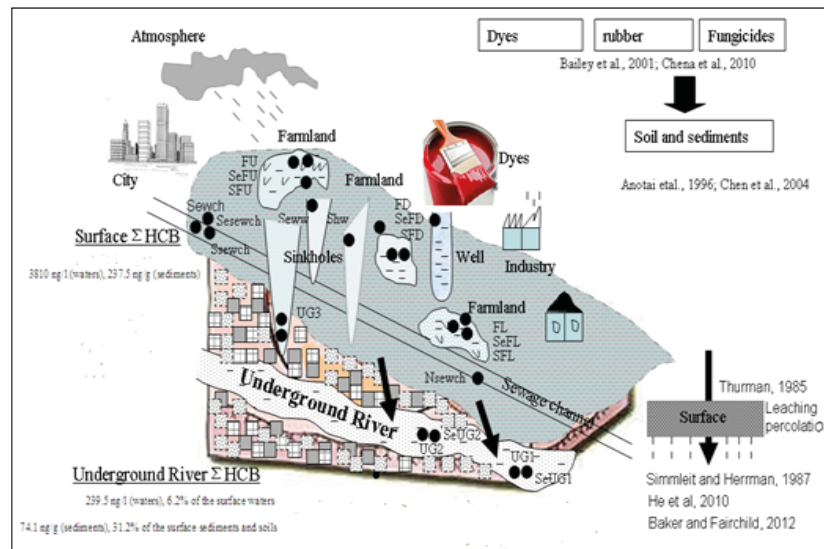 Atmosphere
Dyes
rubber
Fungicides
Bailey et al., 2001; Chena et al., 2010
Soil and sediments
Anotai etal., 1996; Chen et al., 2004
City
Farmland
FU
SeFU
SFU
Farmland
Dyes
FD
SeFD
SFD
Sewch
Sesewch
Ssewch
Seww
Shw
Sinkholes
Well
Industry
Surface Σ HCB
3810 ng/l (waters), 237.5 ng/g (sediments)
UG3
Farmland
FL
SeFL
SFL
Nsewch
Sewage channel
Underground River
SeUG2
UG2
UG1
SeUG1
Thurman, 1985
Surface
Leaching
percolatio
Simmleit and Herrman, 1987
He et al, 2010
Baker and Fairchild, 2012
Underground River Σ HCB
239.5 ng/l (waters), 6.2% of the surface waters
74.1 ng/g (sediments), 31.2% of the surface sediments and soils